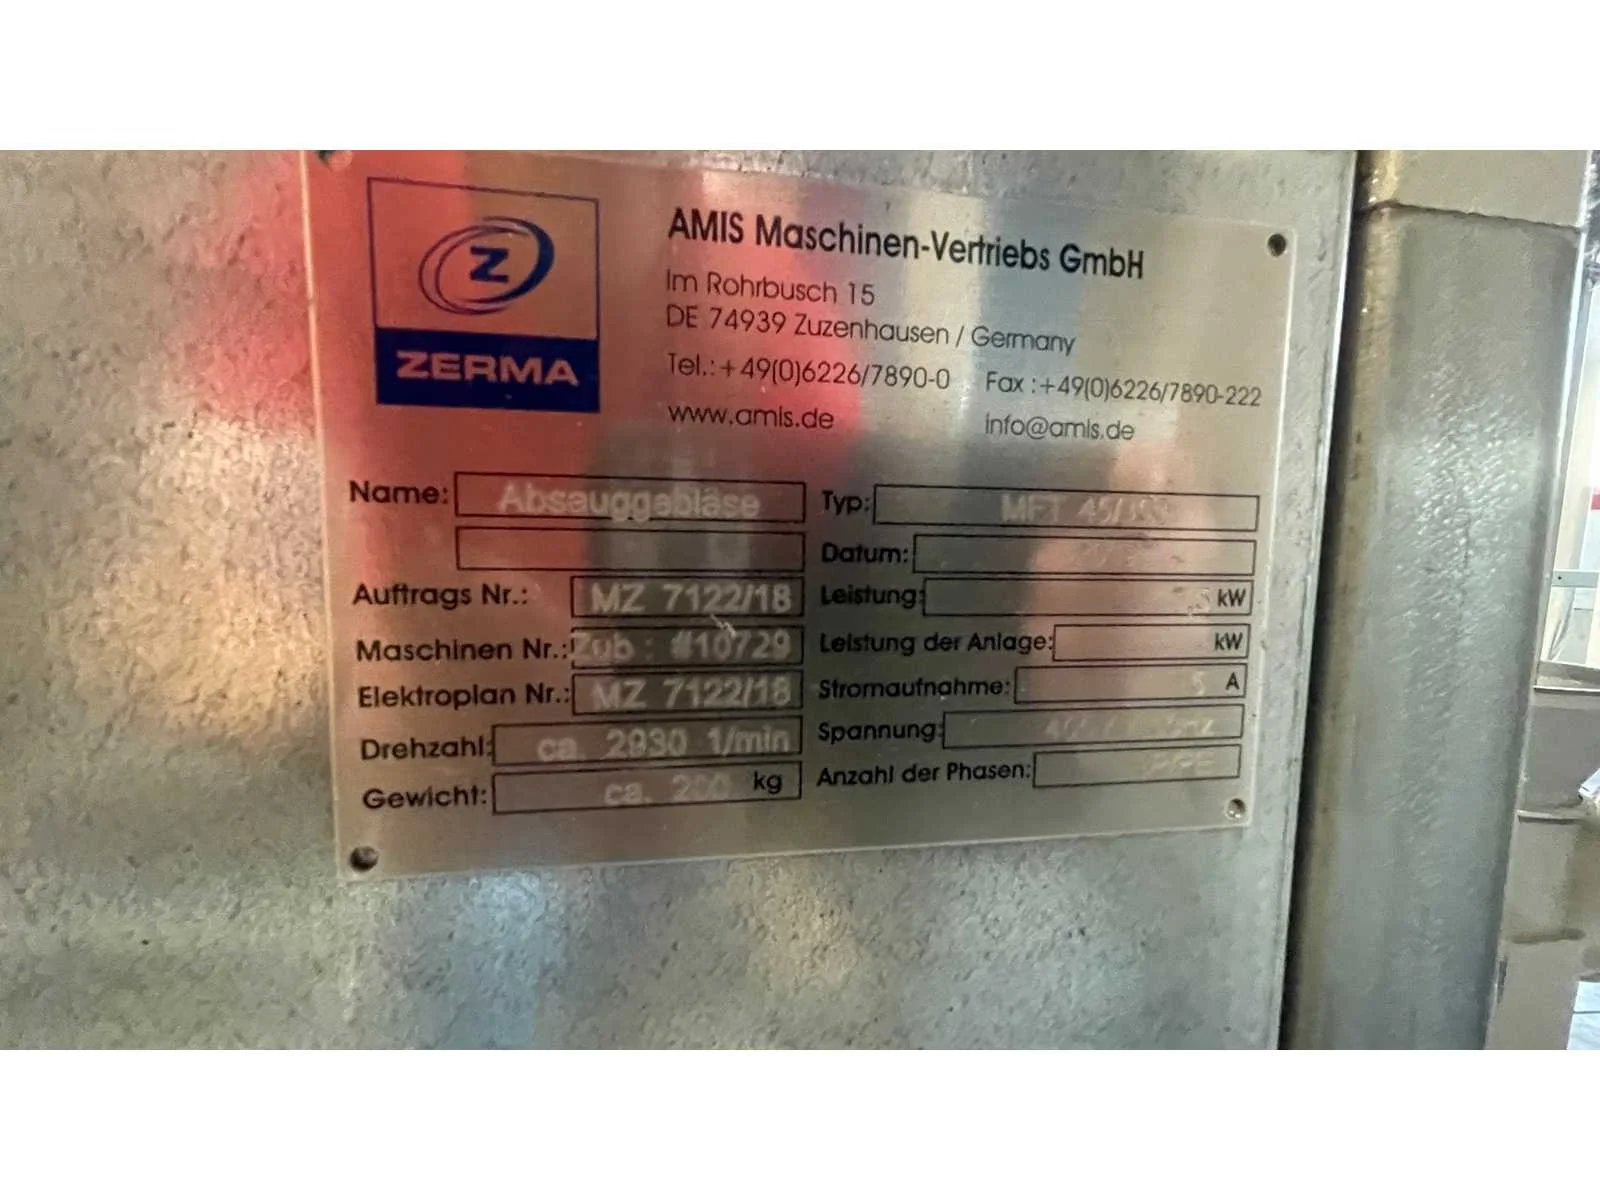 Z
ZERMA
AMIS Maschinen-Vertriebs GmbH
Im Rohrbusch 15
DE 74939 Zuzenhausen / Germany
Tel.: +49(0)6226/7890-0 Fax :+49(0)6226/7890-222
www.amis.de info@amis.de
Name: Absauggebläse
Auftrags Nr.: MZ 7122/18
Maschinen Nr.: Zub : #10729
Elektroplan Nr.: MZ 7122/18
Drehzahl: ca. 2930 1/min
Gewicht: ca. 200 kg
Typ: MFT
Datum:
Leistung: kW
Leistung der Anlage: kW
Stromaufnahme: 5 A
Spannung:
Anzahl der Phasen: